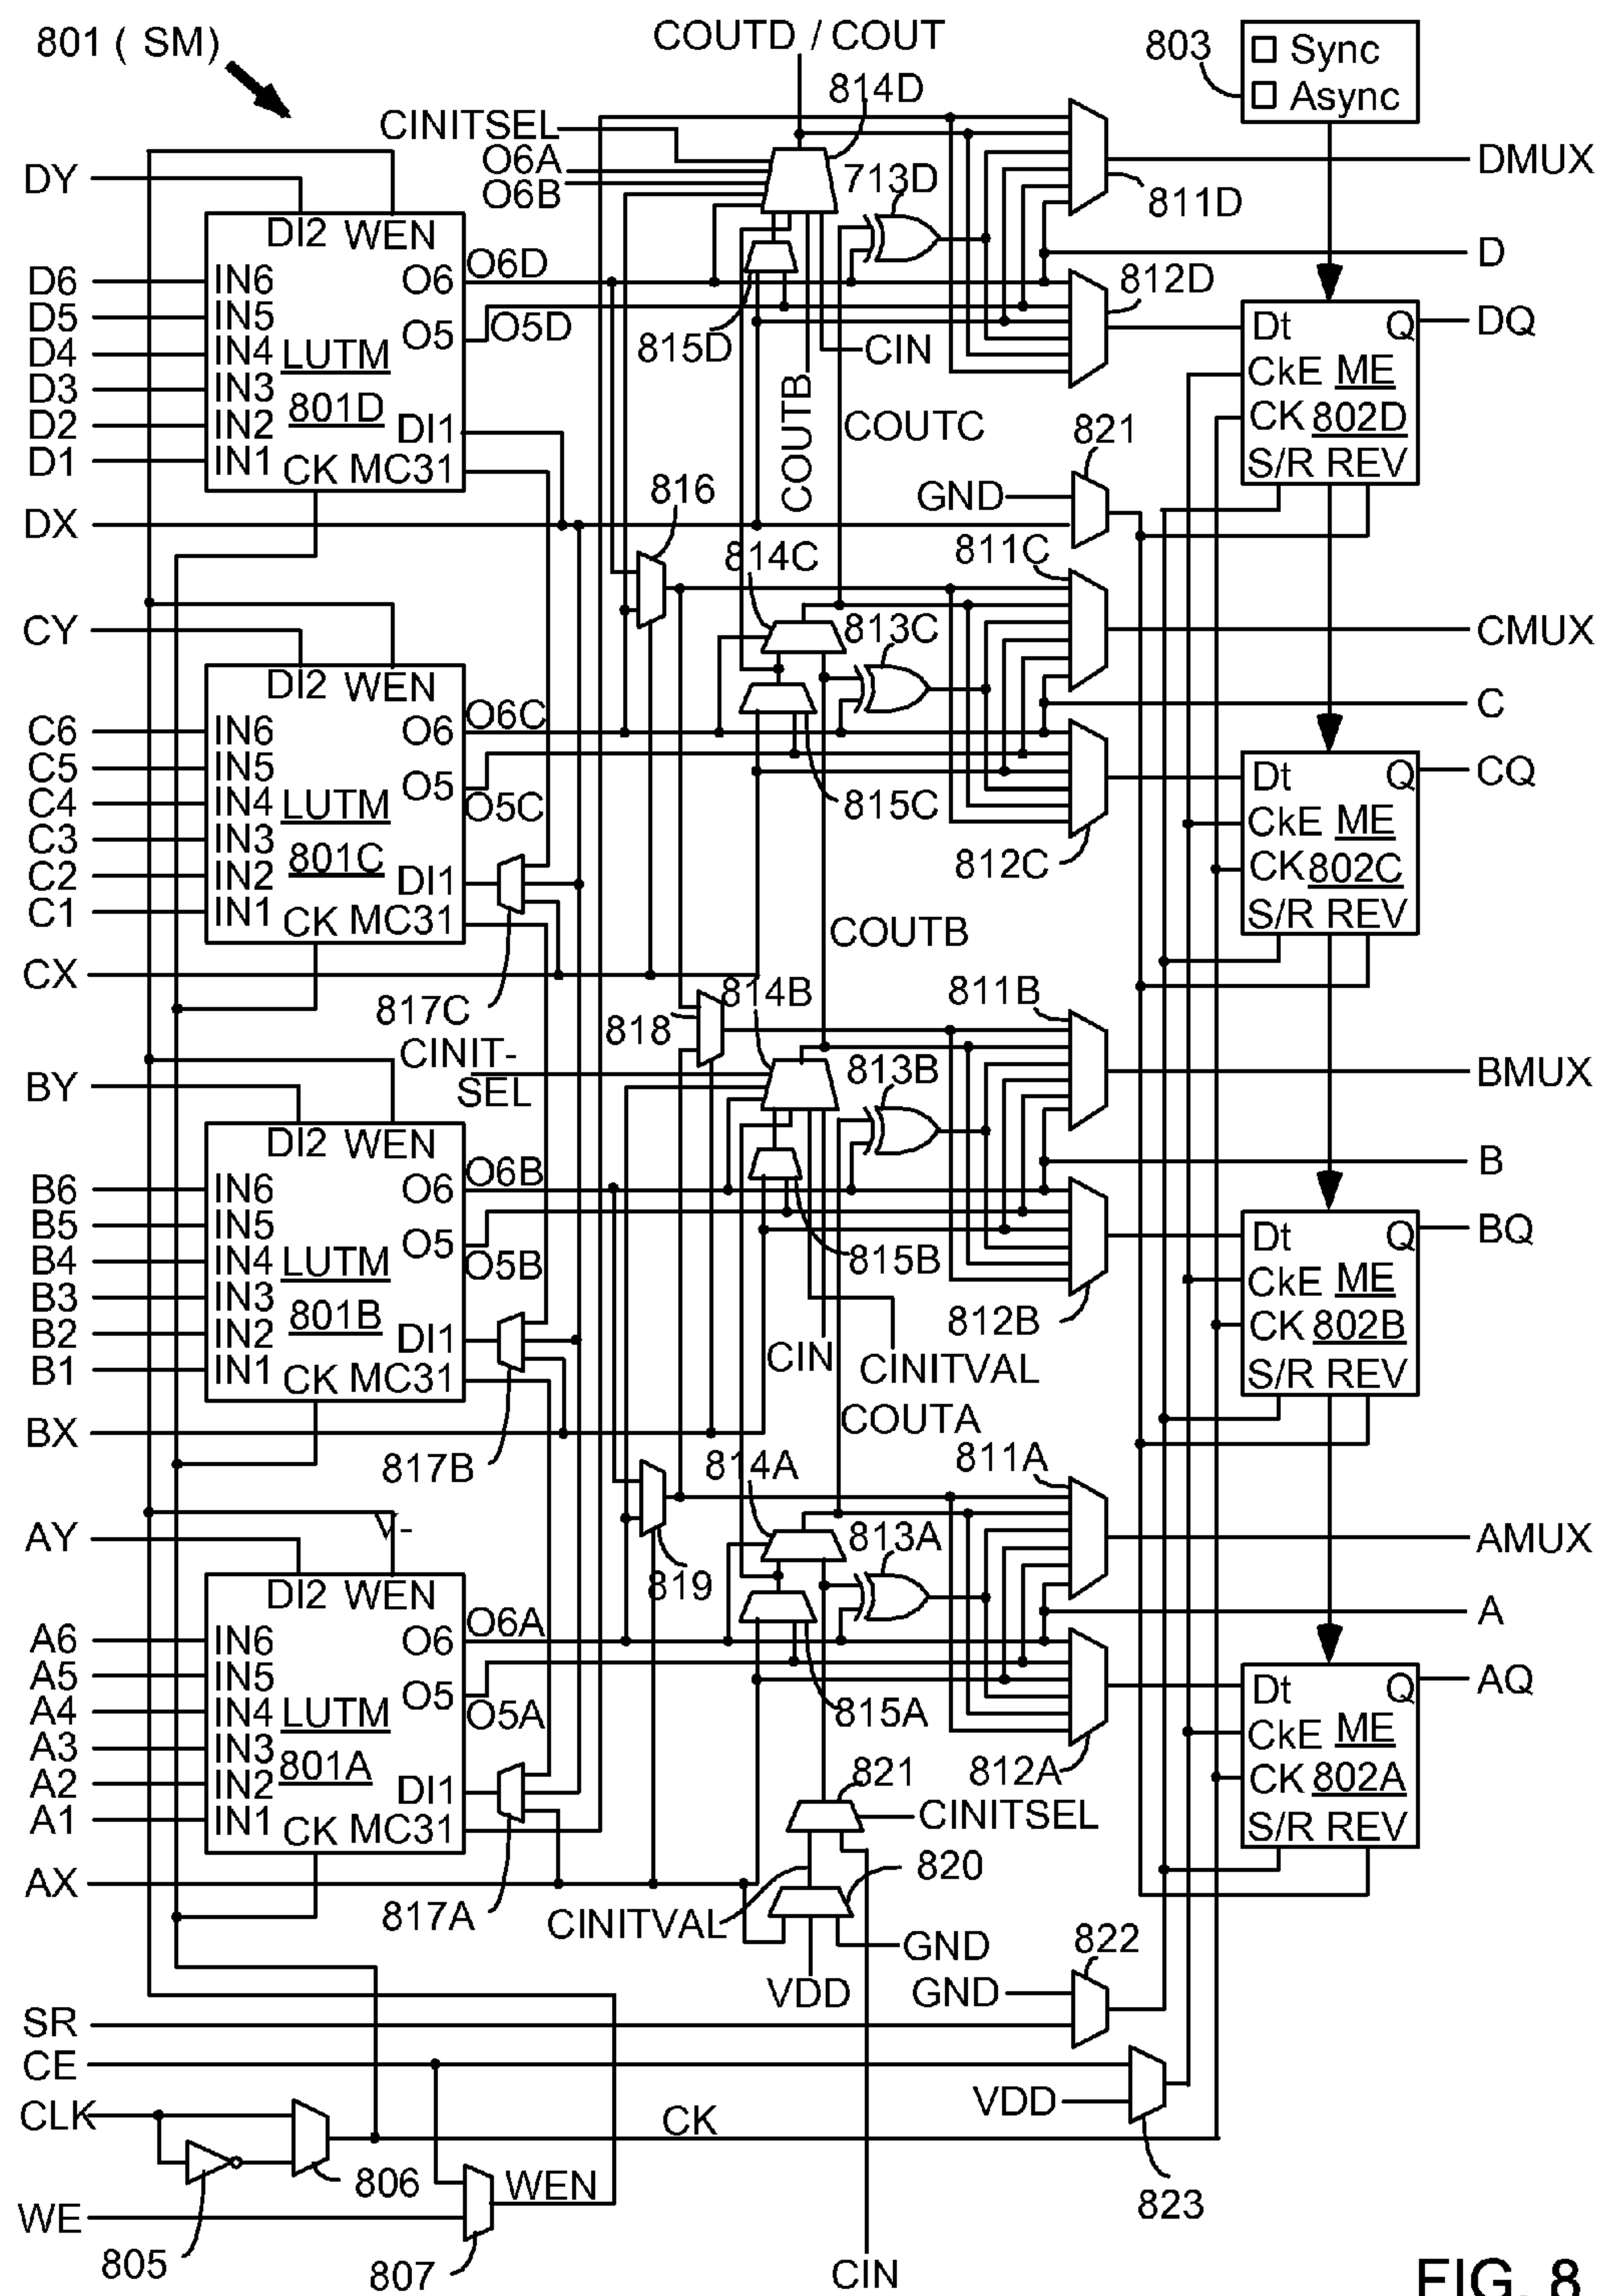 801 ( SM)
COUTD / COUT
803
Sync
Async
814D
CINITSEL
O6A
O6B
713D
811D
DMUX
DY
DI2 WEN
D
D6
D5
D4
D3
D2
D1
IN6
IN5
IN4
IN3
IN2
IN1
LUTM
801D
O6
O5
DI1
CK MC31
O6D
O5D
815D
CIN
812D
COUTB
COUTC
821
GND
Dt
Q
CkE ME
CK 802D
S/R REV
DQ
DX
816
814C
811C
813C
CMUX
CY
DI2 WEN
C
C6
C5
C4
C3
C2
C1
IN6
IN5
IN4
IN3
IN2
IN1
LUTM
801C
O6
O5
DI1
CK MC31
O6C
O5C
815C
812C
Dt
Q
CkE ME
CK 802C
S/R REV
CQ
COUTB
CX
817C
818
814B
811B
CINIT-
SEL
813B
BMUX
BY
DI2 WEN
B
B6
B5
B4
B3
B2
B1
IN6
IN5
IN4
IN3
IN2
IN1
LUTM
801B
O6
O5
DI1
CK MC31
O6B
O5B
815B
812B
CIN
CINITVAL
Dt
Q
CkE ME
CK 802B
S/R REV
BQ
COUTA
BX
817B
814A
811A
819
813A
AMUX
AY
V-
DI2 WEN
A
A6
A5
A4
A3
A2
A1
IN6
IN5
IN4
IN3
IN2
IN1
LUTM
801A
O6
O5
DI1
CK MC31
O6A
O5A
815A
812A
Dt
Q
CkE ME
CK 802A
S/R REV
AQ
821
CINITSEL
820
AX
817A
CINITVAL
GND
VDD
822
GND
SR
CE
VDD
CLK
CK
806
WEN
823
WE
805
807
CIN
FIG. 8